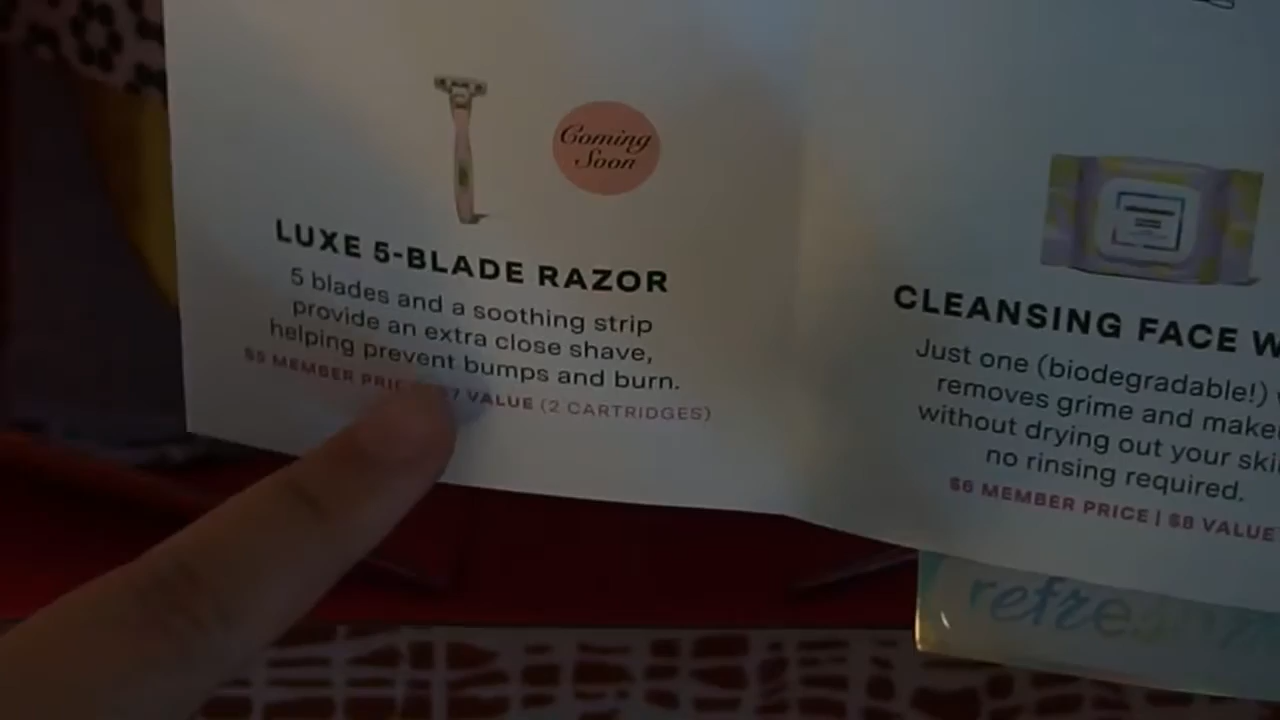 Coming
Soon
LUXE 5-BLADE RAZOR
5 blades and a soothing strip
provide an extra close shave,
helping prevent bumps and burn.
$9 MEMBER VALUE (2 CARTRIDGES)
CLEANSING FACE
Just one (biodegradable!)
removes grime and make
without drying out your
no rinsing required.
$6 MEMBER PRICE | $8 VALUE